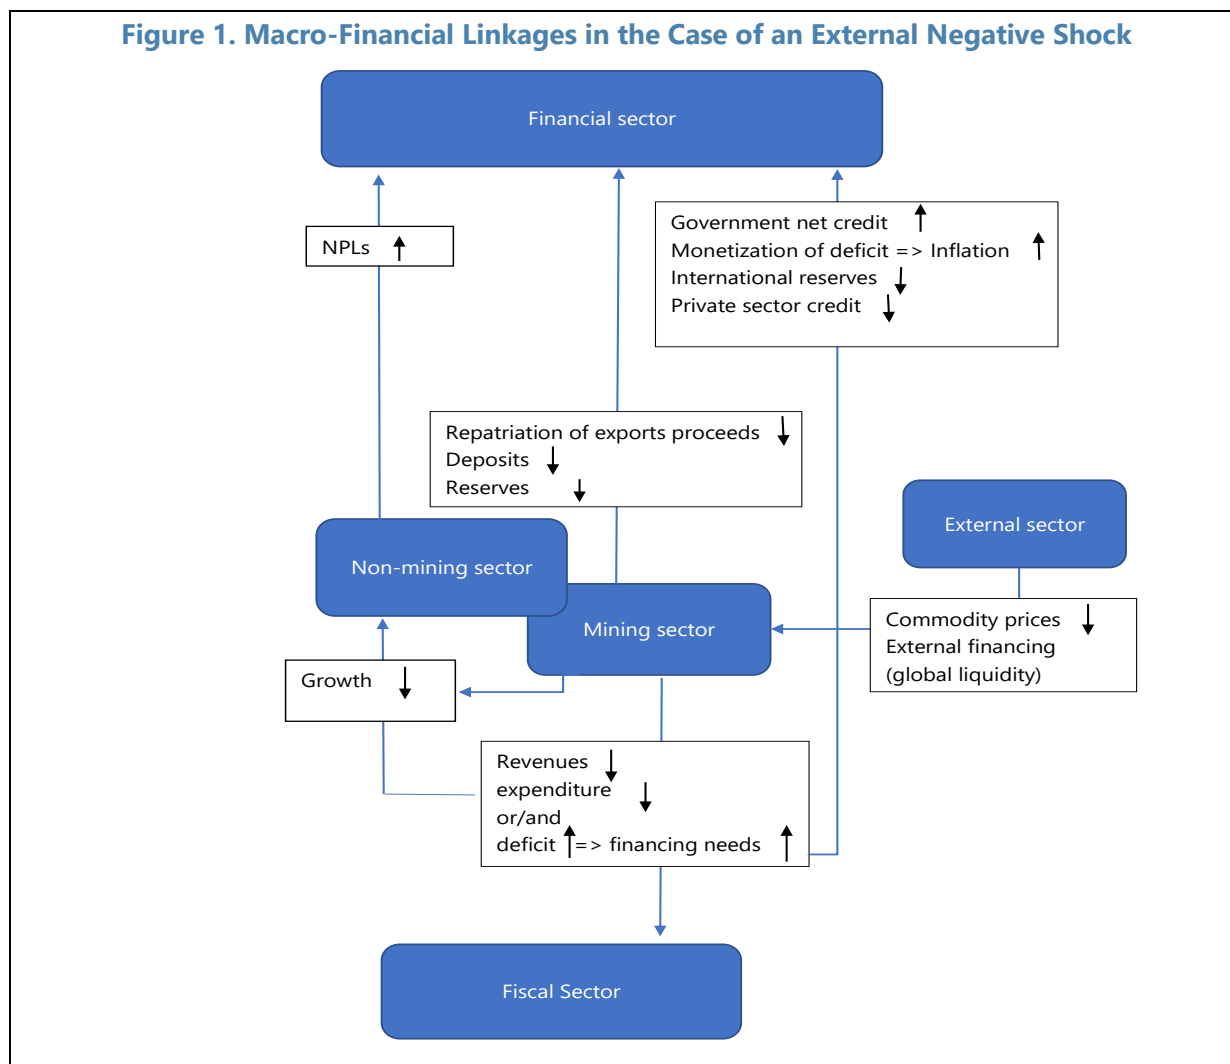 Figure 1. Macro-Financial Linkages in the Case of an External Negative Shock
Financial sector
Government net credit
Monetization of deficit => Inflation
International reserves
Private sector credit
NPLs
Repatriation of exports proceeds
Deposits
Reserves
External sector
Non-mining sector
Mining sector
Commodity prices
External financing
(global liquidity)
Growth
Revenues
expenditure
or/and
deficit => financing needs
Fiscal Sector